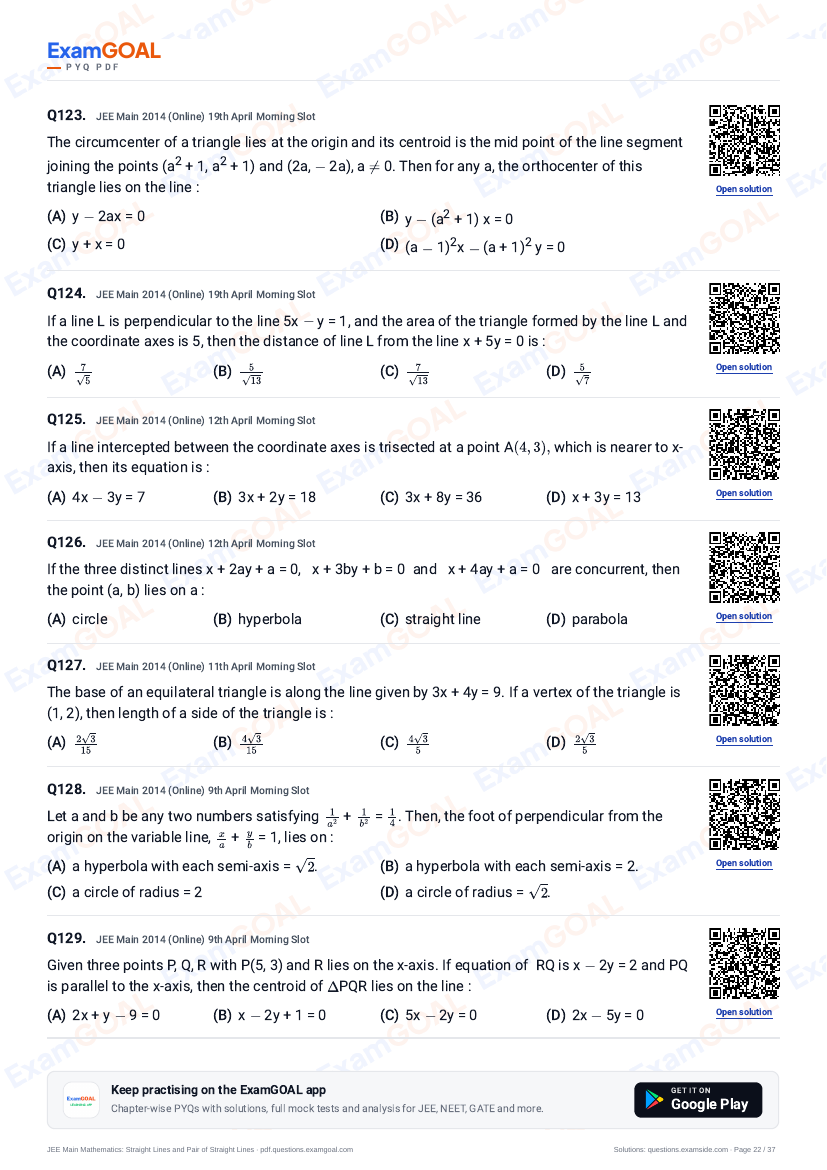 ExamGOAL
PYQ PDF
Q123. JEE Main 2014 (Online) 19th April Morning Slot
The circumcenter of a triangle lies at the origin and its centroid is the mid point of the line segment
joining the points (a² + 1, a² + 1) and (2a, − 2a), a ≠ 0. Then for any a, the orthocenter of this
triangle lies on the line :
(A) y − 2ax = 0 (B) y − (a² + 1) x = 0
(C) y + x = 0 (D) (a − 1)²x − (a + 1)² y = 0
Open solution
Q124. JEE Main 2014 (Online) 19th April Morning Slot
If a line L is perpendicular to the line 5x − y = 1, and the area of the triangle formed by the line L and
the coordinate axes is 5, then the distance of line L from the line x + 5y = 0 is :
(A) 7/√5 (B) 5/√13 (C) 7/√13 (D) 5/√7
Open solution
Q125. JEE Main 2014 (Online) 12th April Morning Slot
If a line intercepted between the coordinate axes is trisected at a point A(4, 3), which is nearer to x-
axis, then its equation is :
(A) 4x − 3y = 7 (B) 3x + 2y = 18 (C) 3x + 8y = 36 (D) x + 3y = 13
Open solution
Q126. JEE Main 2014 (Online) 12th April Morning Slot
If the three distinct lines x + 2ay + a = 0, x + 3by + b = 0 and x + 4ay + a = 0 are concurrent, then
the point (a, b) lies on a :
(A) circle (B) hyperbola (C) straight line (D) parabola
Open solution
Q127. JEE Main 2014 (Online) 11th April Morning Slot
The base of an equilateral triangle is along the line given by 3x + 4y = 9. If a vertex of the triangle is
(1, 2), then length of a side of the triangle is :
(A) 2√3/15 (B) 4√3/15 (C) 4√3/5 (D) 2√3/5
Open solution
Q128. JEE Main 2014 (Online) 9th April Morning Slot
Let a and b be any two numbers satisfying 1/a² + 1/b² = 1/4. Then, the foot of perpendicular from the
origin on the variable line, x/a + y/b = 1, lies on :
(A) a hyperbola with each semi-axis = √2. (B) a hyperbola with each semi-axis = 2.
(C) a circle of radius = 2 (D) a circle of radius = √2.
Open solution
Q129. JEE Main 2014 (Online) 9th April Morning Slot
Given three points P, Q, R with P(5, 3) and R lies on the x-axis. If equation of RQ is x − 2y = 2 and PQ
is parallel to the x-axis, then the centroid of ΔPQR lies on the line :
(A) 2x + y − 9 = 0 (B) x − 2y + 1 = 0 (C) 5x − 2y = 0 (D) 2x − 5y = 0
Open solution
ExamGOAL
Keep practising on the ExamGOAL app
Chapter-wise PYQs with solutions, full mock tests and analysis for JEE, NEET, GATE and more.
GET IT ON
Google Play
JEE Main Mathematics: Straight Lines and Pair of Straight Lines · pdf.questions.examgoal.com
Solutions: questions.examside.com · Page 22 / 37